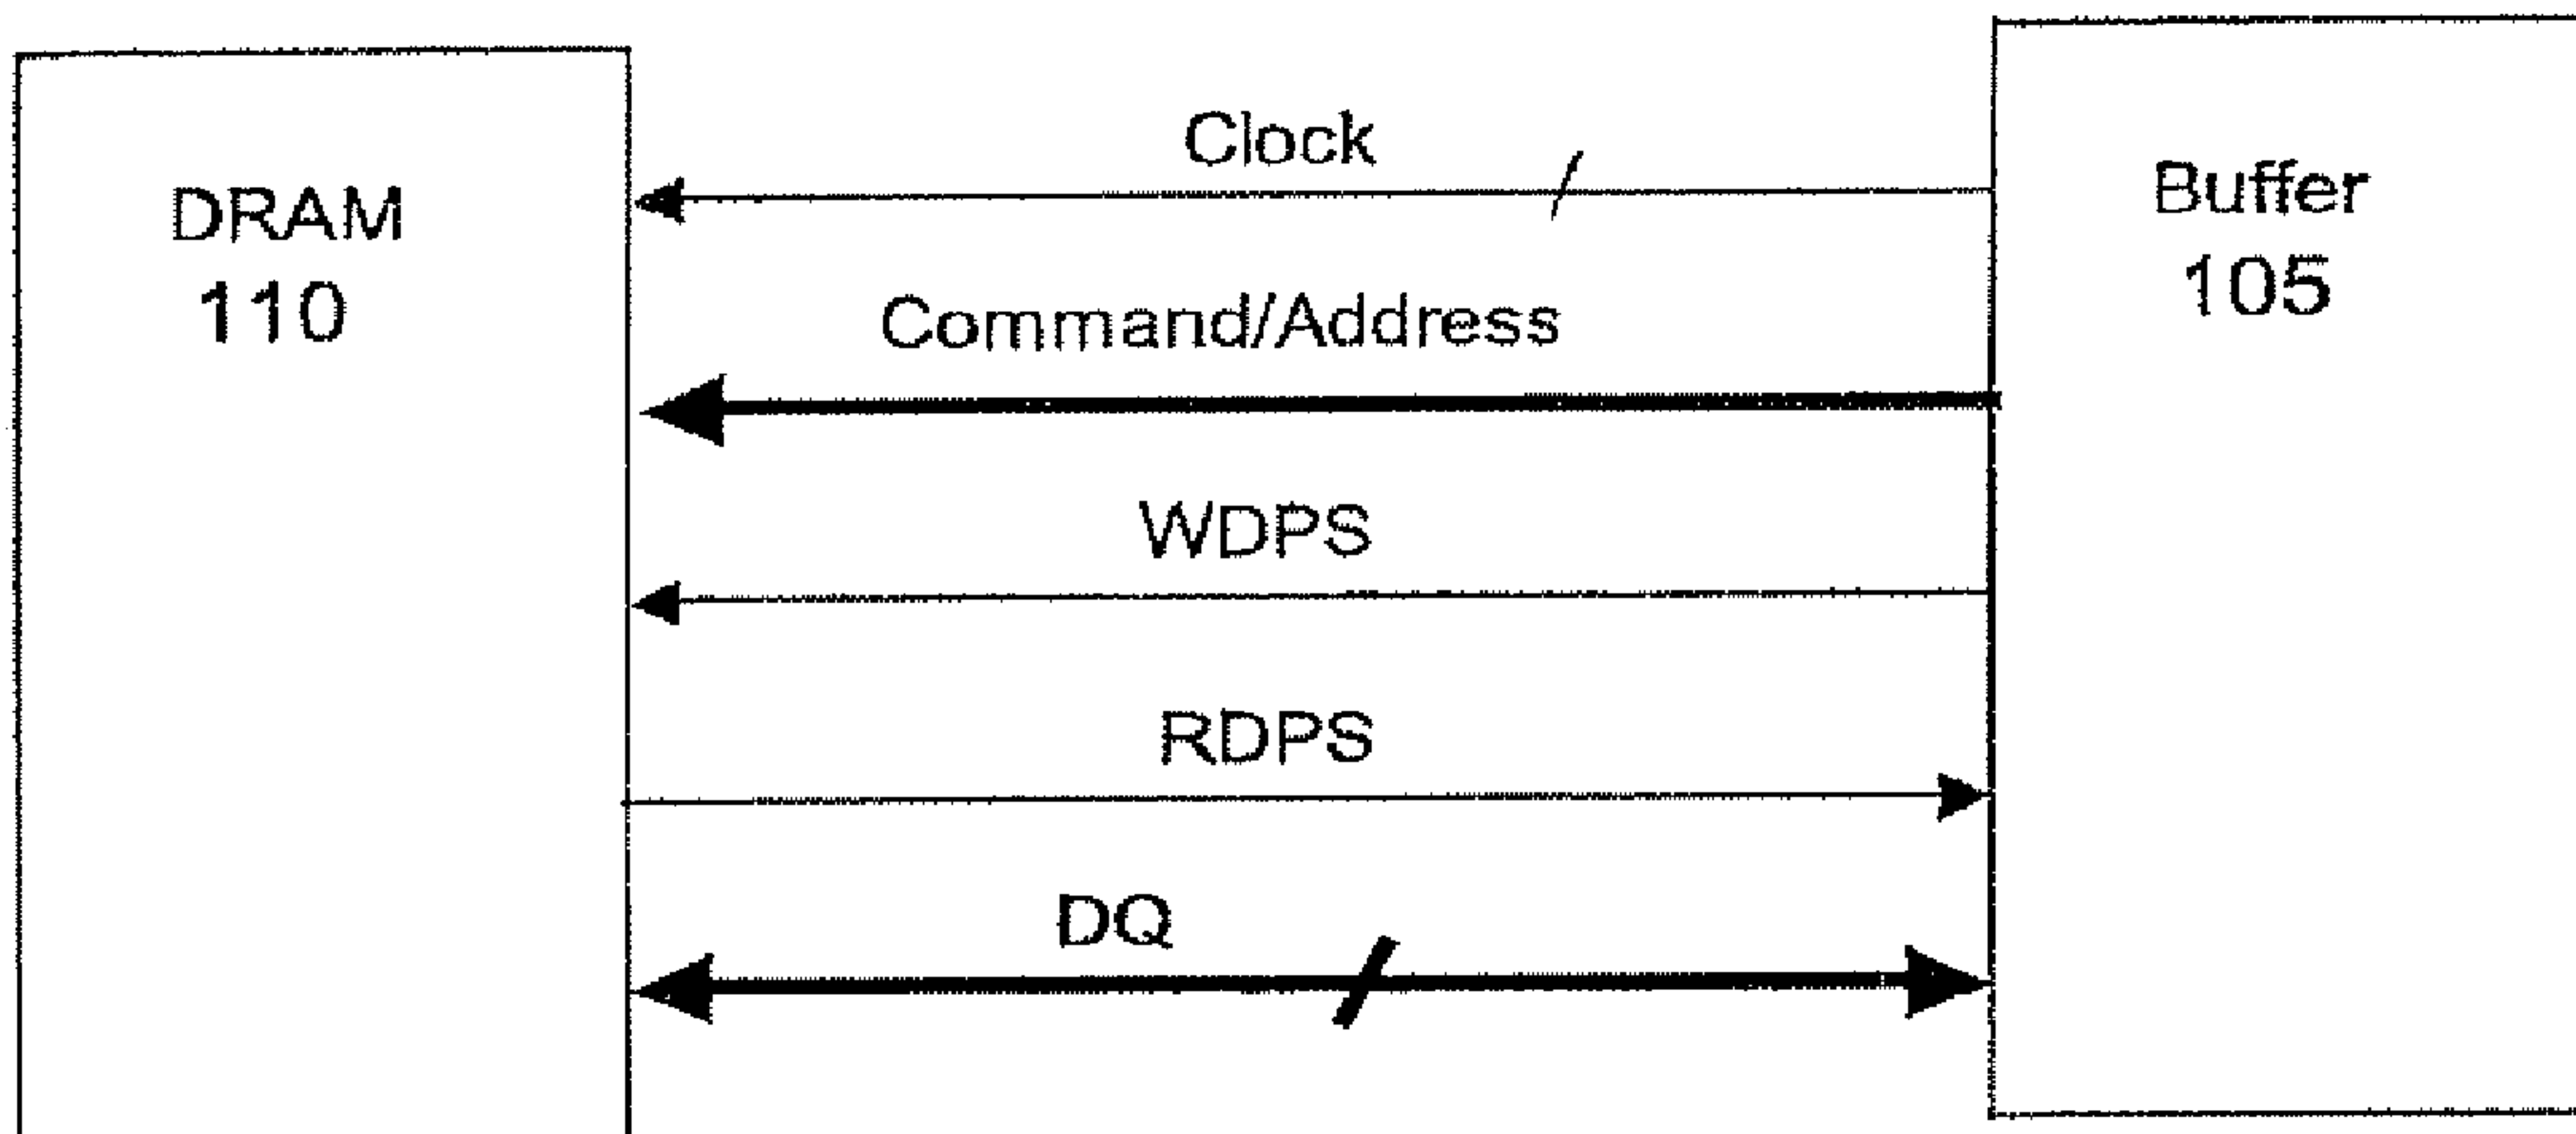 DRAM
110
Clock
Command/Address
WDPS
RDPS
DQ
Buffer
105